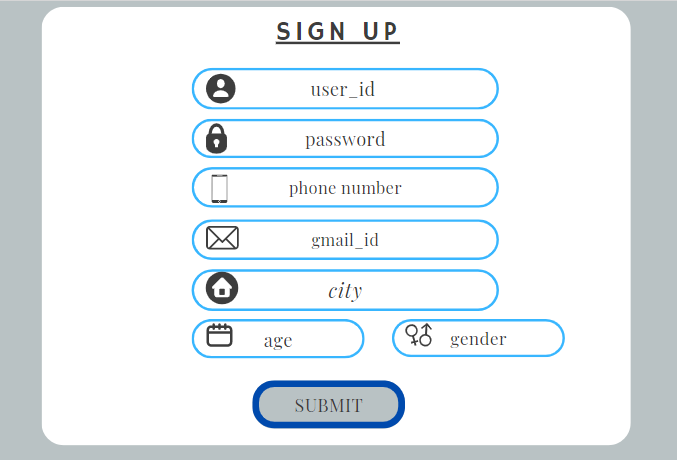 SIGN UP
user_id
password
phone number
gmail_id
city
age
gender
SUBMIT